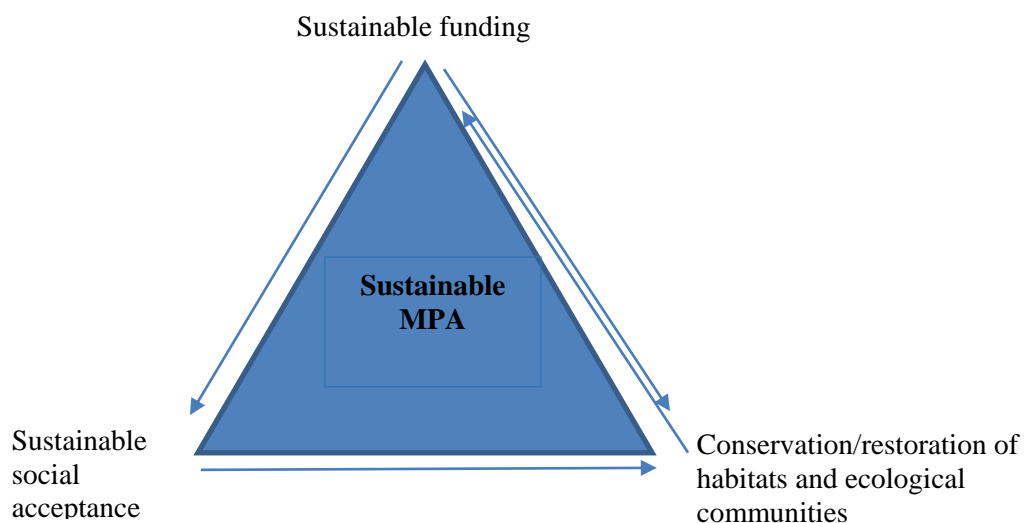 Sustainable funding
Sustainable
MPA
Sustainable
social
acceptance
Conservation/restoration of
habitats and ecological
communities